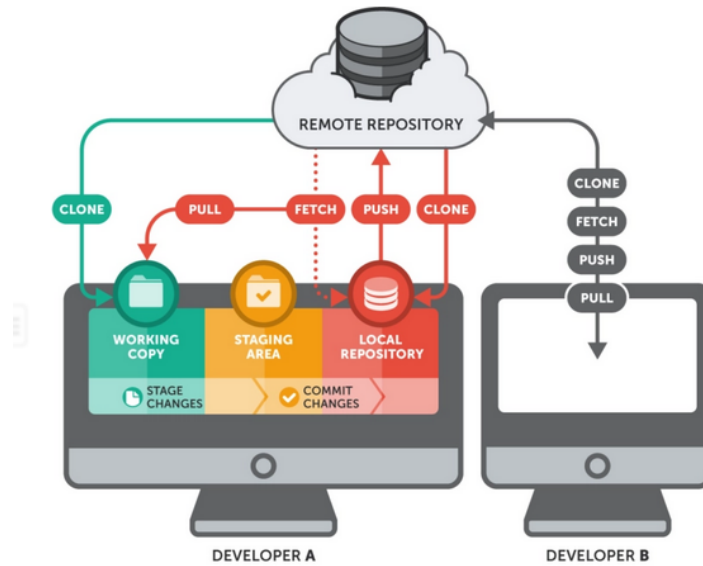 REMOTE REPOSITORY
CLONE
PULL
FETCH
PUSH
CLONE
CLONE
FETCH
PUSH
PULL
WORKING
COPY
STAGING
AREA
LOCAL
REPOSITORY
STAGE
CHANGES
COMMIT
CHANGES
DEVELOPER A
DEVELOPER B